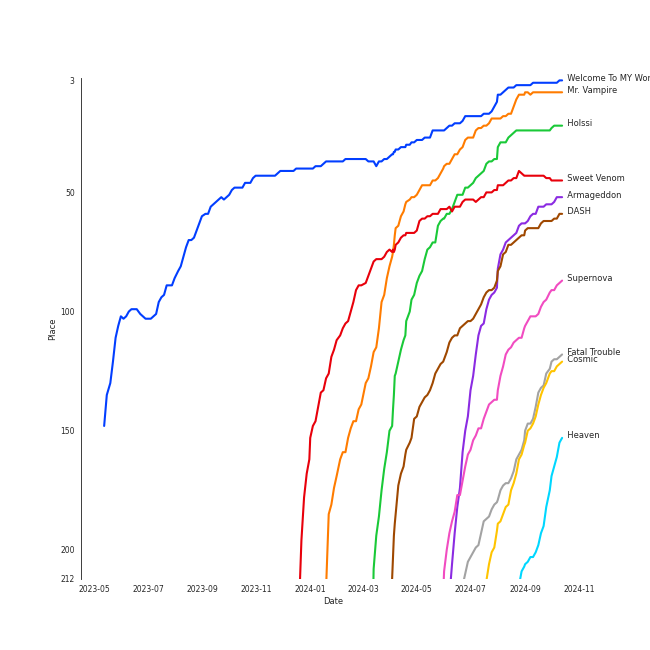 3
Welcome To MY Wor
Mr. Vampire
Holssi
Sweet Venom
50
Armageddon
DASH
Supernova
100
Place
Fatal Trouble
Cosmic
150
Heaven
200
212
2023-05 2023-07 2023-09 2023-11 2024-01 2024-03 2024-05 2024-07 2024-09 2024-11
Date